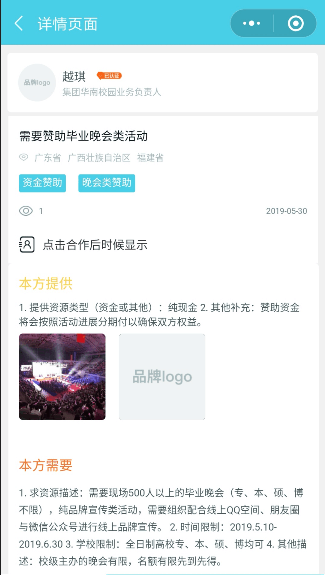 详情页面
品牌logo
越琪
已认证
集团华南校园业务负责人
需要赞助毕业晚会类活动
广东省 广西壮族自治区 福建省
资金赞助 晚会类赞助
1 2019-05-30
点击合作后时候显示
本方提供
1. 提供资源类型（资金或其他）：纯现金 2. 其他补充：赞助资金
将会按照活动进展分期付以确保双方权益。
品牌logo
本方需要
1. 求资源描述：需要现场500人以上的毕业晚会（专、本、硕、博
不限），纯品牌宣传类活动，需要组织配合线上QQ空间、朋友圈
与微信公众号进行线上品牌宣传。 2. 时间限制：2019.5.10-
2019.6.30 3. 学校限制：全日制高校专、本、硕、博均可 4. 其他描
述：校级主办的晚会有限，名额有限先到先得。